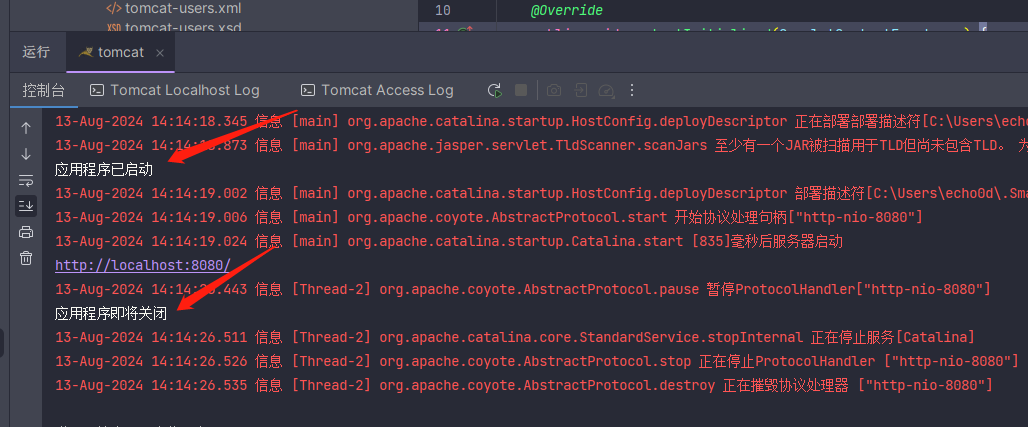 tomcat-users.xml
tomcat-users.xsd
10 @Override
11
运行 tomcat
控制台 Tomcat Localhost Log Tomcat Access Log
13-Aug-2024 14:14:18.345 信息 [main] org.apache.catalina.startup.HostConfig.deployDescriptor 正在部署部署描述符[C:\Users\echo
13-Aug-2024 14:14: .873 信息 [main] org.apache.jasper.servlet.TldScanner.scanJars 至少有一个JAR被扫描用于TLD但尚未包含TLD。 为
应用程序已启动
13-Aug-2024 14:14:19.002 信息 [main] org.apache.catalina.startup.HostConfig.deployDescriptor 部署描述符[C:\Users\echo0d\.Sma
13-Aug-2024 14:14:19.006 信息 [main] org.apache.coyote.AbstractProtocol.start 开始协议处理句柄["http-nio-8080"]
13-Aug-2024 14:14:19.024 信息 [main] org.apache.catalina.startup.Catalina.start [835]毫秒后服务器启动
http://localhost:8080/
13-Aug-2024 14:14:26.443 信息 [Thread-2] org.apache.coyote.AbstractProtocol.pause 暂停ProtocolHandler["http-nio-8080"]
应用程序即将关闭
13-Aug-2024 14:14:26.511 信息 [Thread-2] org.apache.catalina.core.StandardService.stopInternal 正在停止服务[Catalina]
13-Aug-2024 14:14:26.526 信息 [Thread-2] org.apache.coyote.AbstractProtocol.stop 正在停止ProtocolHandler ["http-nio-8080"]
13-Aug-2024 14:14:26.535 信息 [Thread-2] org.apache.coyote.AbstractProtocol.destroy 正在摧毁协议处理器 ["http-nio-8080"]